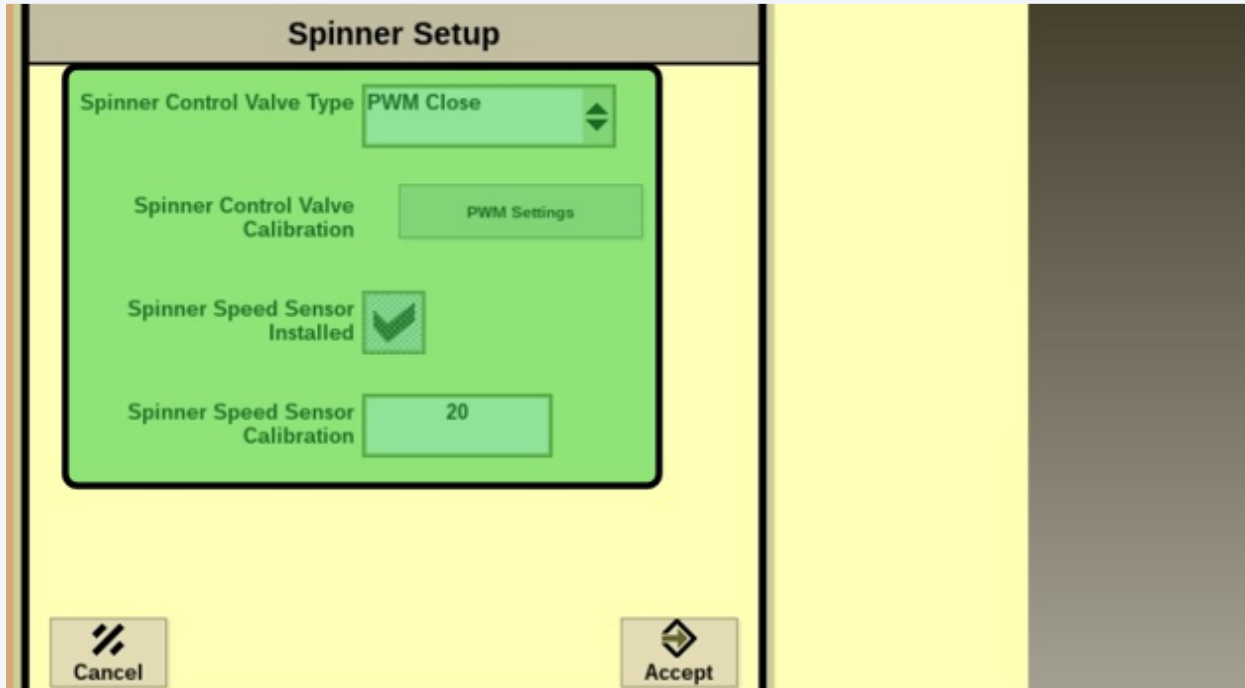 Spinner Setup
Spinner Control Valve Type PWM Close
Spinner Control Valve
Calibration
PWM Settings
Spinner Speed Sensor
Installed
Spinner Speed Sensor
Calibration
20
Cancel
Accept